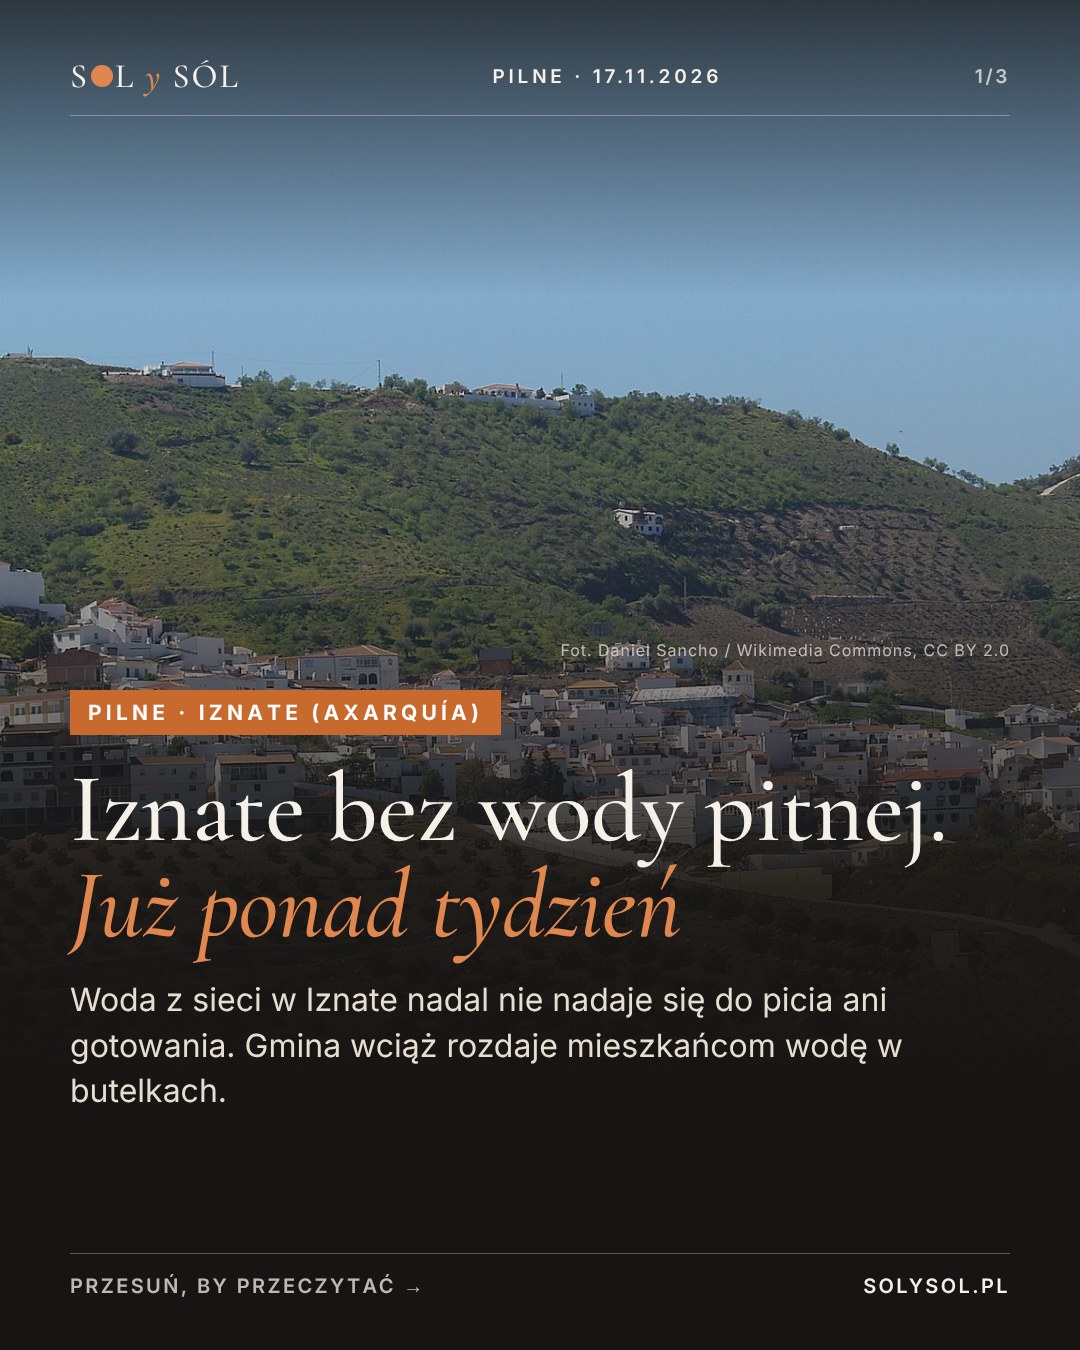 SOL y SÓL
PILNE · 17.11.2026
1/3
Fot. Daniel Sancho / Wikimedia Commons, CC BY 2.0
PILNE · IZNATE (AXARQUÍA)
Iznate bez wody pitnej.
Już ponad tydzień
Woda z sieci w Iznate nadal nie nadaje się do picia ani
gotowania. Gmina wciąż rozdaje mieszkańcom wodę w
butelkach.
PRZESUŃ, BY PRZECZYTAĆ →
SOLYSOL.PL